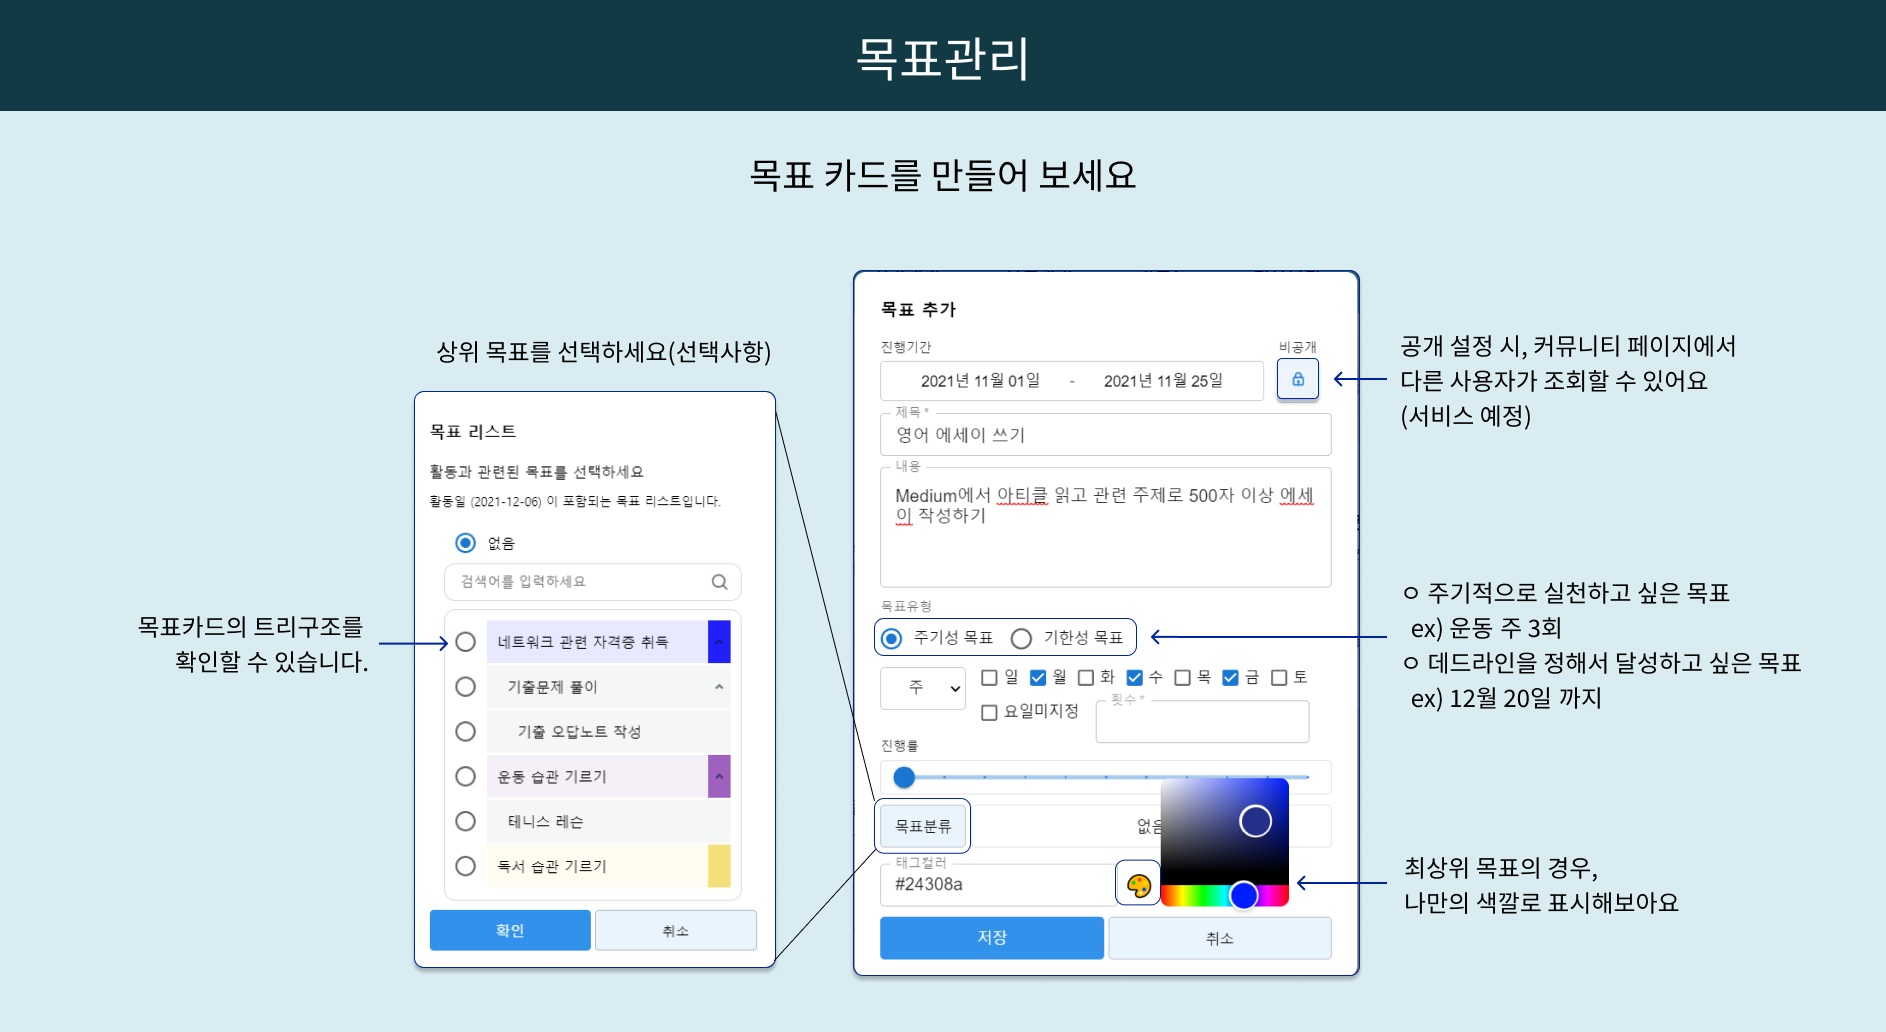 목표관리
목표 카드를 만들어 보세요
상위 목표를 선택하세요(선택사항)
목표 리스트
활동과 관련된 목표를 선택하세요
활동일 (2021-12-06) 이 포함되는 목표 리스트입니다.
없음
검색어를 입력하세요
네트워크 관련 자격증 취득
기출문제 풀이
기출 오답노트 작성
운동 습관 기르기
테니스 레슨
독서 습관 기르기
확인
취소
목표카드의 트리구조를
확인할 수 있습니다.
목표 추가
진행기간
비공개
2021년 11월 01일 - 2021년 11월 25일
제목 *
영어 에세이 쓰기
내용
Medium에서 아티클 읽고 관련 주제로 500자 이상 에세
이 작성하기
목표유형
주기성 목표 기한성 목표
주 일 월 화 수 목 금 토
요일미지정
횟수 *
진행률
목표분류
없음
태그컬러
#24308a
저장
취소
공개 설정 시, 커뮤니티 페이지에서
다른 사용자가 조회할 수 있어요
(서비스 예정)
ㅇ 주기적으로 실천하고 싶은 목표
ex) 운동 주 3회
ㅇ 데드라인을 정해서 달성하고 싶은 목표
ex) 12월 20일 까지
최상위 목표의 경우,
나만의 색깔로 표시해보아요